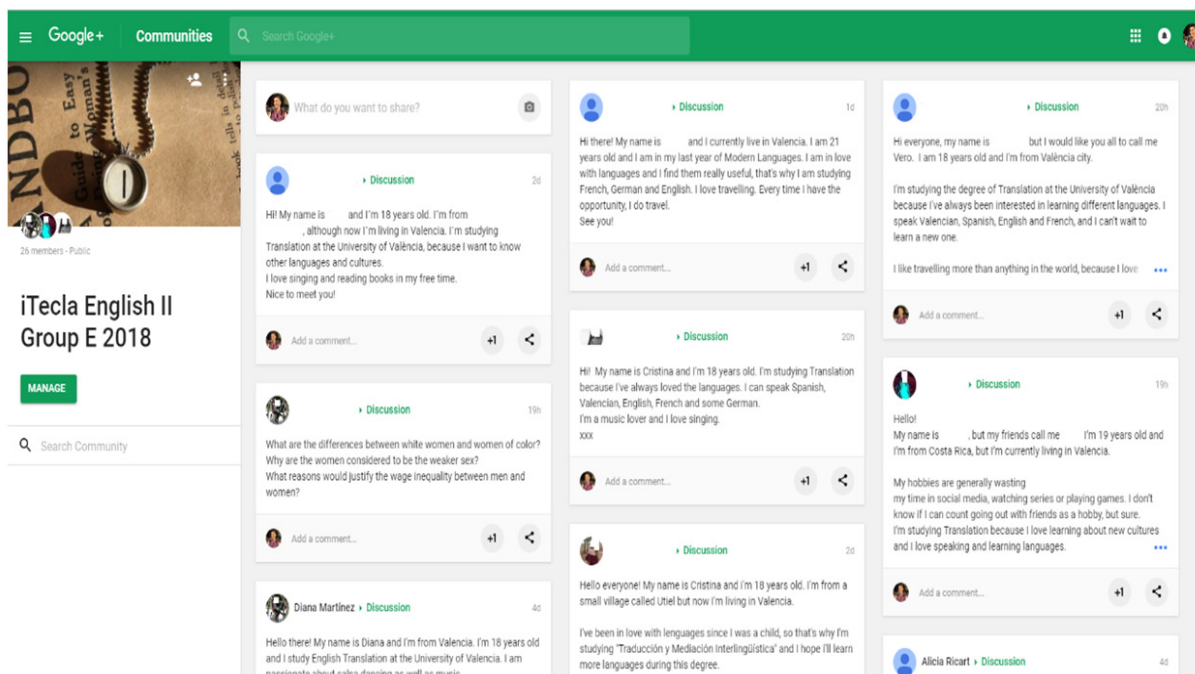 Google+ Communities Search Google+
ANDBO
Guide to Easy
Woman's
tells in detail
26 members - Public
iTecla English II
Group E 2018
MANAGE
Search Community
What do you want to share?
Discussion 2d
Hi! My name is and I'm 18 years old. I'm from
, although now I'm living in Valencia. I'm studying
Translation at the University of València, because I want to know
other languages and cultures.
I love singing and reading books in my free time.
Nice to meet you!
Add a comment... +1
Discussion 19h
What are the differences between white women and women of color?
Why are the women considered to be the weaker sex?
What reasons would justify the wage inequality between men and
women?
Add a comment... +1
Diana Martínez Discussion 4d
Hello there! My name is Diana and I'm from Valencia. I'm 18 years old
and I study English Translation at the University of Valencia. I am
passionate about salsa dancing as well as music
Discussion 1d
Hi there! My name is and I currently live in Valencia. I am 21
years old and I am in my last year of Modern Languages. I am in love
with languages and I find them really useful, that's why I am studying
French, German and English. I love travelling. Every time I have the
opportunity, I do travel.
See you!
Add a comment... +1
Discussion 20h
Hi! My name is Cristina and I'm 18 years old. I'm studying Translation
because I've always loved the languages. I can speak Spanish,
Valencian, English, French and some German.
I'm a music lover and I love singing.
xxx
Add a comment... +1
Discussion 2d
Hello everyone! My name is Cristina and i'm 18 years old. I'm from a
small village called Utiel but now I'm living in Valencia.
I've been in love with lenguages since I was a child, so that's why I'm
studying "Traducción y Mediación Interlingüística" and I hope i'll learn
more languages during this degree.
Discussion 20h
Hi everyone, my name is but I would like you all to call me
Vero. I am 18 years old and I'm from València city.
I'm studying the degree of Translation at the University of València
because I've always been interested in learning different languages. I
speak Valencian, Spanish, English and French, and I can't wait to
learn a new one.
I like travelling more than anything in the world, because I love ...
Add a comment... +1
Discussion 19h
Hello!
My name is , but my friends call me I'm 19 years old and
I'm from Costa Rica, but I'm currently living in Valencia.
My hobbies are generally wasting
my time in social media, watching series or playing games. I don't
know if I can count going out with friends as a hobby, but sure.
I'm studying Translation because I love learning about new cultures
and I love speaking and learning languages. ...
Add a comment... +1
Alicia Ricart Discussion 4d